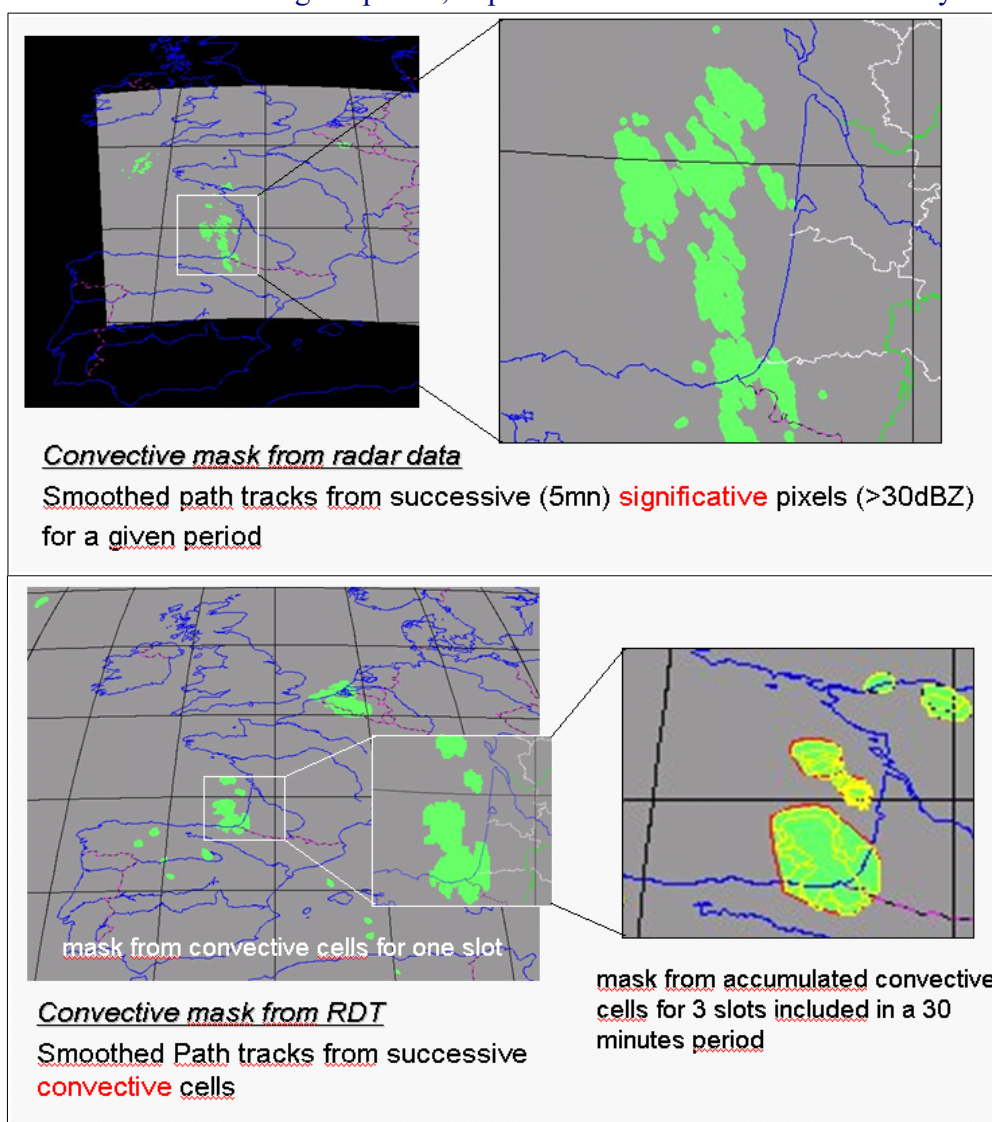 Convective mask from radar data
Smoothed path tracks from successive (5mn) significative pixels (>30dBZ)
for a given period
mask from convective cells for one slot
Convective mask from RDT
Smoothed Path tracks from successive
convective cells
mask from accumulated convective
cells for 3 slots included in a 30
minutes period